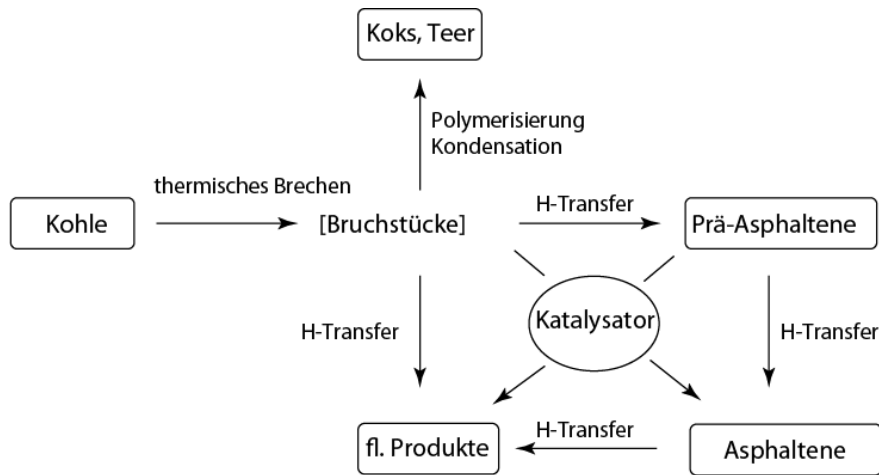 Koks, Teer
Polymerisierung
Kondensation
thermisches Brechen
Kohle
[Bruchstücke]
H-Transfer
Prä-Asphaltene
H-Transfer
Katalysator
H-Transfer
fl. Produkte
H-Transfer
Asphaltene